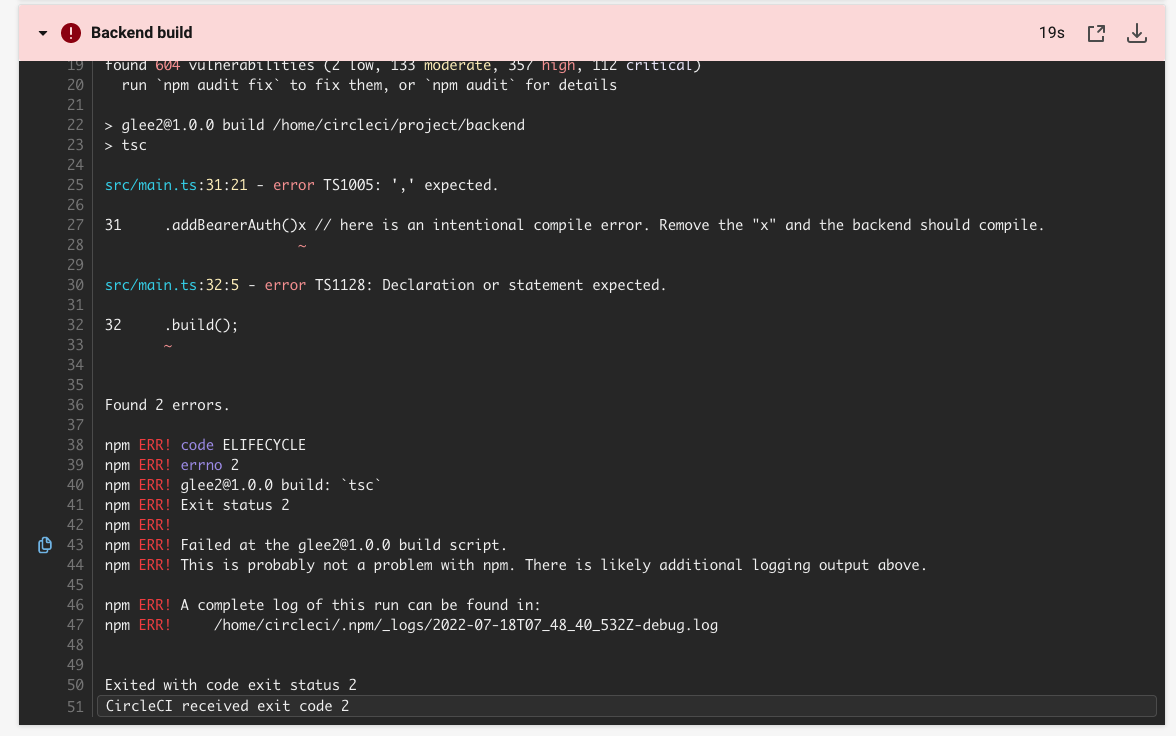 Backend build 19s
19 found 604 vulnerabilities (2 low, 133 moderate, 357 high, 112 critical)
20 run `npm audit fix` to fix them, or `npm audit` for details
21
22 > glee2@1.0.0 build /home/circleci/project/backend
23 > tsc
24
25 src/main.ts:31:21 - error TS1005: ',' expected.
26
27 31     .addBearerAuth()x // here is an intentional compile error. Remove the "x" and the backend should compile.
28                        ~
29
30 src/main.ts:32:5 - error TS1128: Declaration or statement expected.
31
32 32     .build();
33        ~
34
35
36 Found 2 errors.
37
38 npm ERR! code ELIFECYCLE
39 npm ERR! errno 2
40 npm ERR! glee2@1.0.0 build: `tsc`
41 npm ERR! Exit status 2
42 npm ERR!
43 npm ERR! Failed at the glee2@1.0.0 build script.
44 npm ERR! This is probably not a problem with npm. There is likely additional logging output above.
45
46 npm ERR! A complete log of this run can be found in:
47 npm ERR!     /home/circleci/.npm/_logs/2022-07-18T07_48_40_532Z-debug.log
48
49
50 Exited with code exit status 2
51 CircleCI received exit code 2